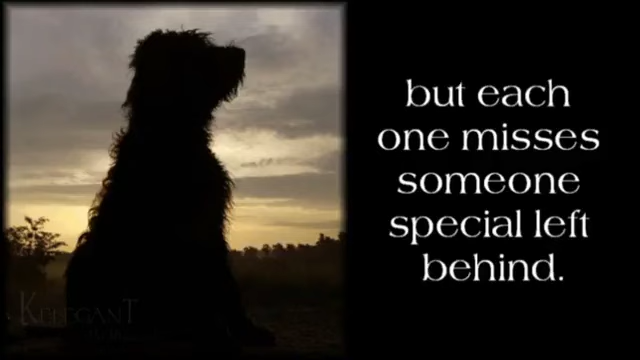 but each
one misses
someone
special left
behind.